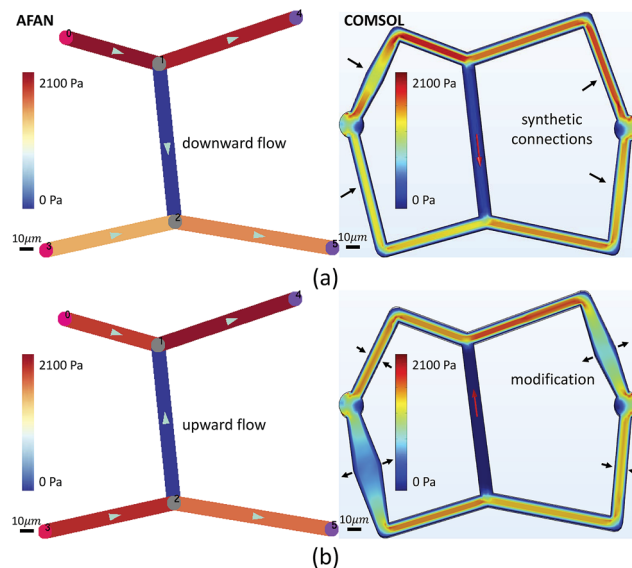 AFAN
COMSOL
0
1
4
2100 Pa
0 Pa
downward flow
2
3
5
10μm
2100 Pa
0 Pa
synthetic
connections
10μm
(a)
0
1
4
2100 Pa
0 Pa
upward flow
2
3
5
10μm
2100 Pa
0 Pa
modification
10μm
(b)